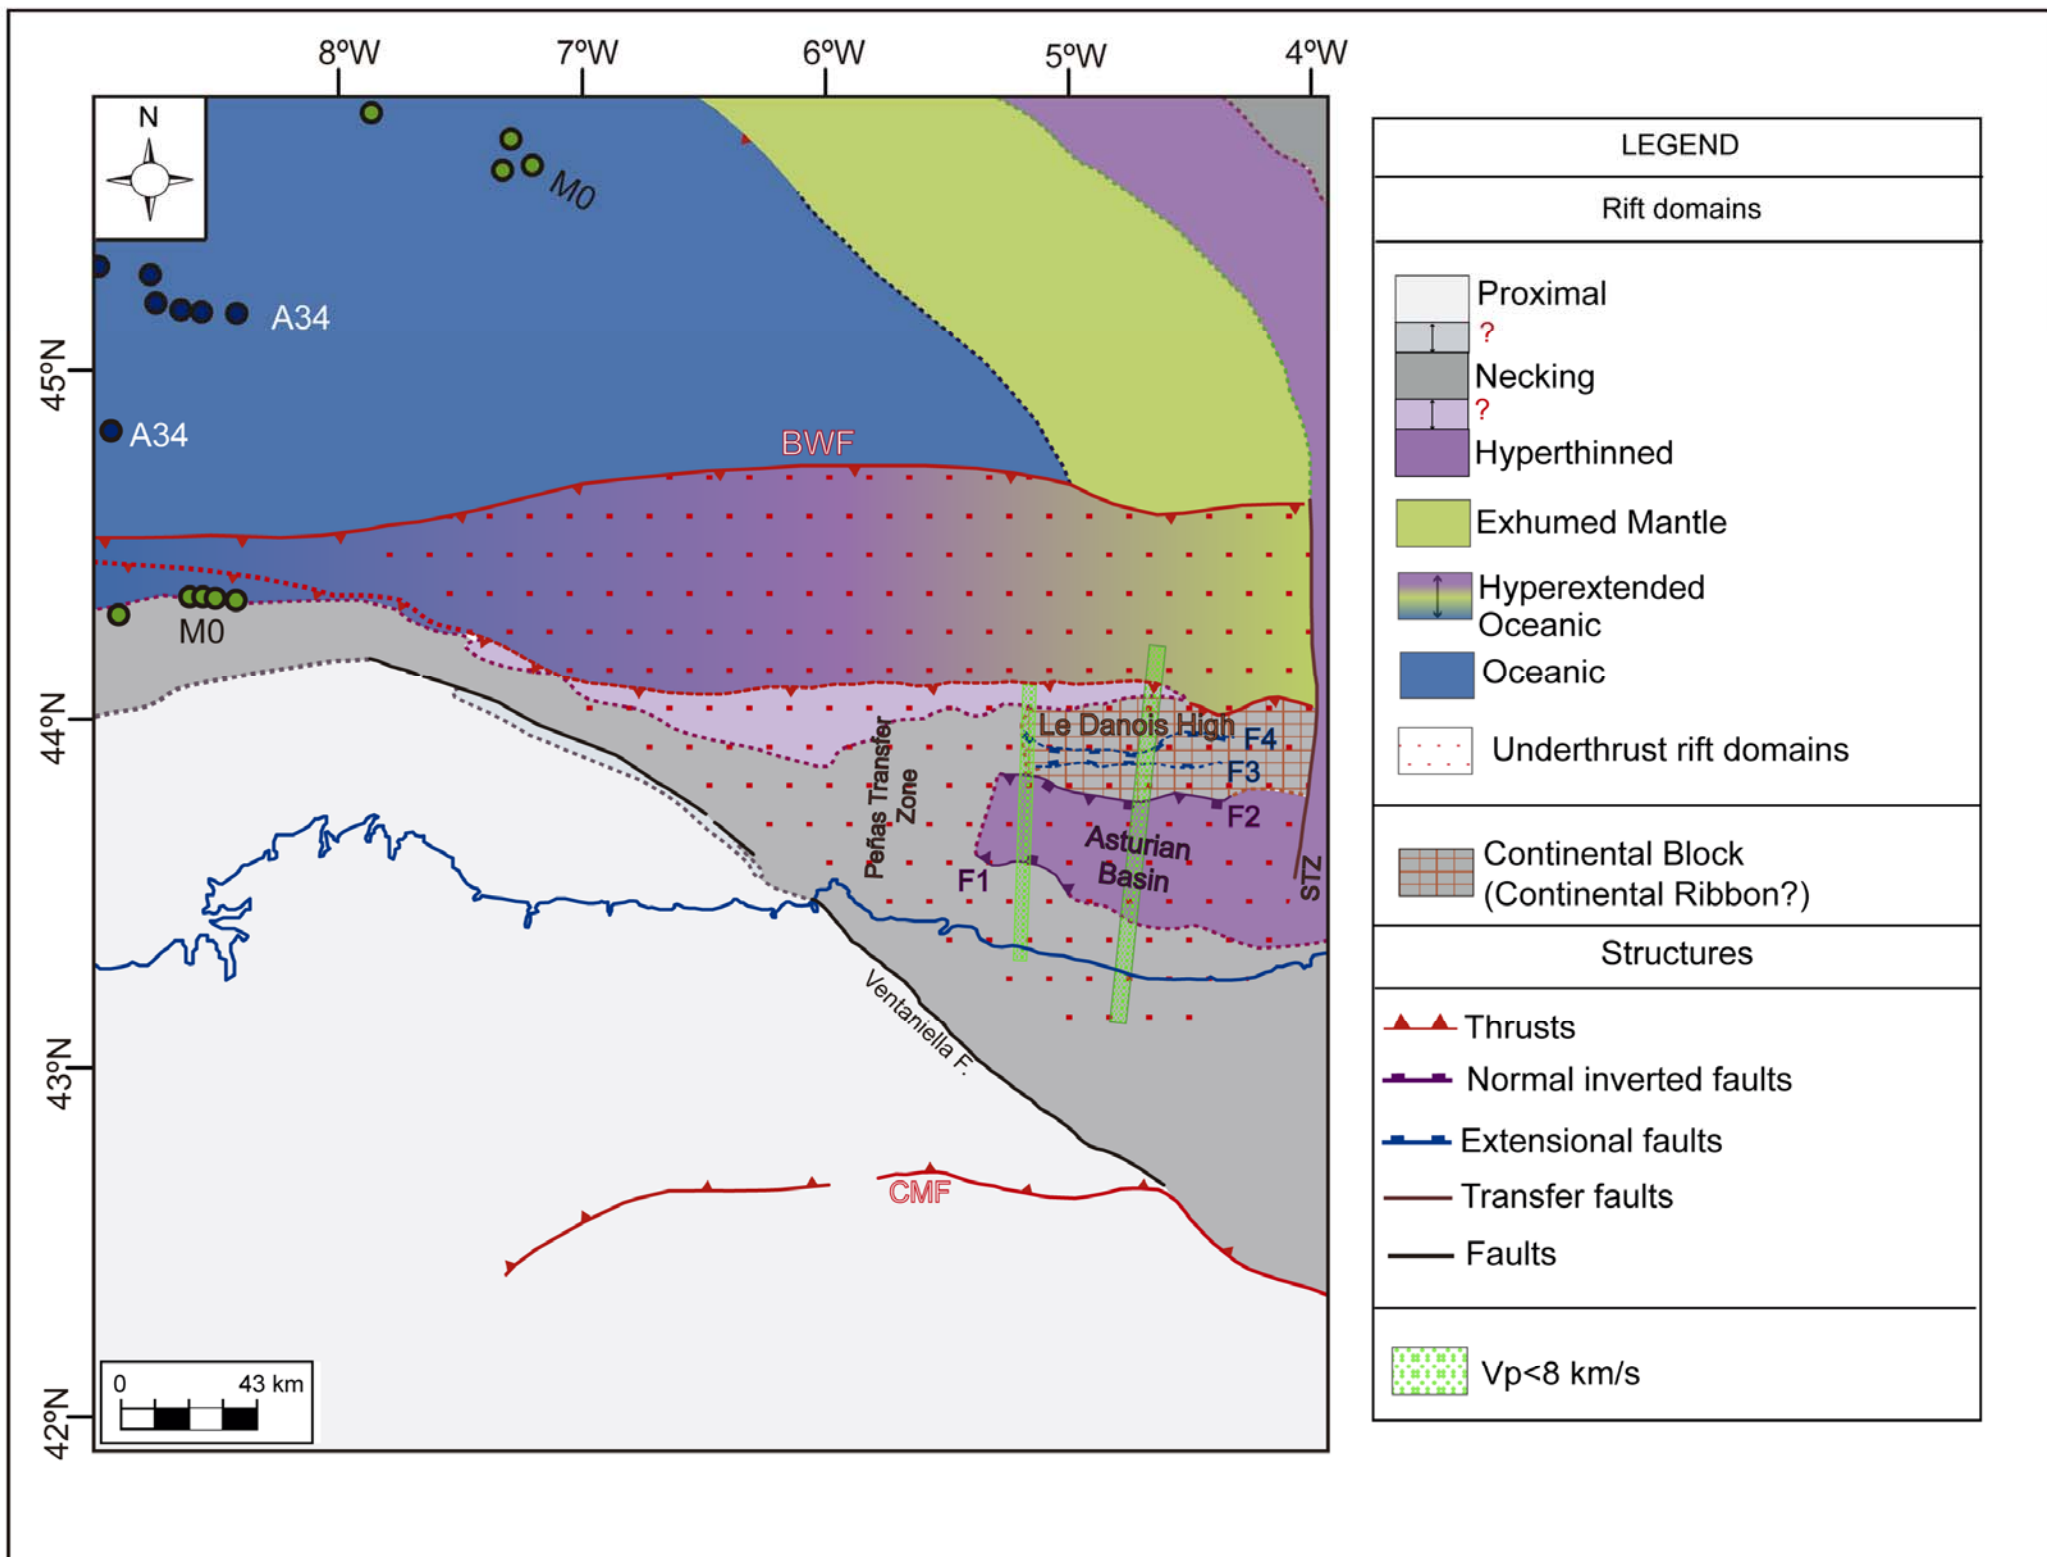 8ºW 7ºW 6ºW 5ºW 4ºW
N
M0
A34
45ºN
A34
BWF
M0
44ºN
Le Danois High
F4
F3
Peñas Transfer
Zone
F2
Asturian
Basin
F1
STZ
Ventaniella F.
43ºN
CMF
0 43 km
42ºN
LEGEND
Rift domains
Proximal
?
Necking
?
Hyperthinned
Exhumed Mantle
Hyperextended
Oceanic
Oceanic
Underthrust rift domains
Continental Block
(Continental Ribbon?)
Structures
Thrusts
Normal inverted faults
Extensional faults
Transfer faults
Faults
Vp<8 km/s